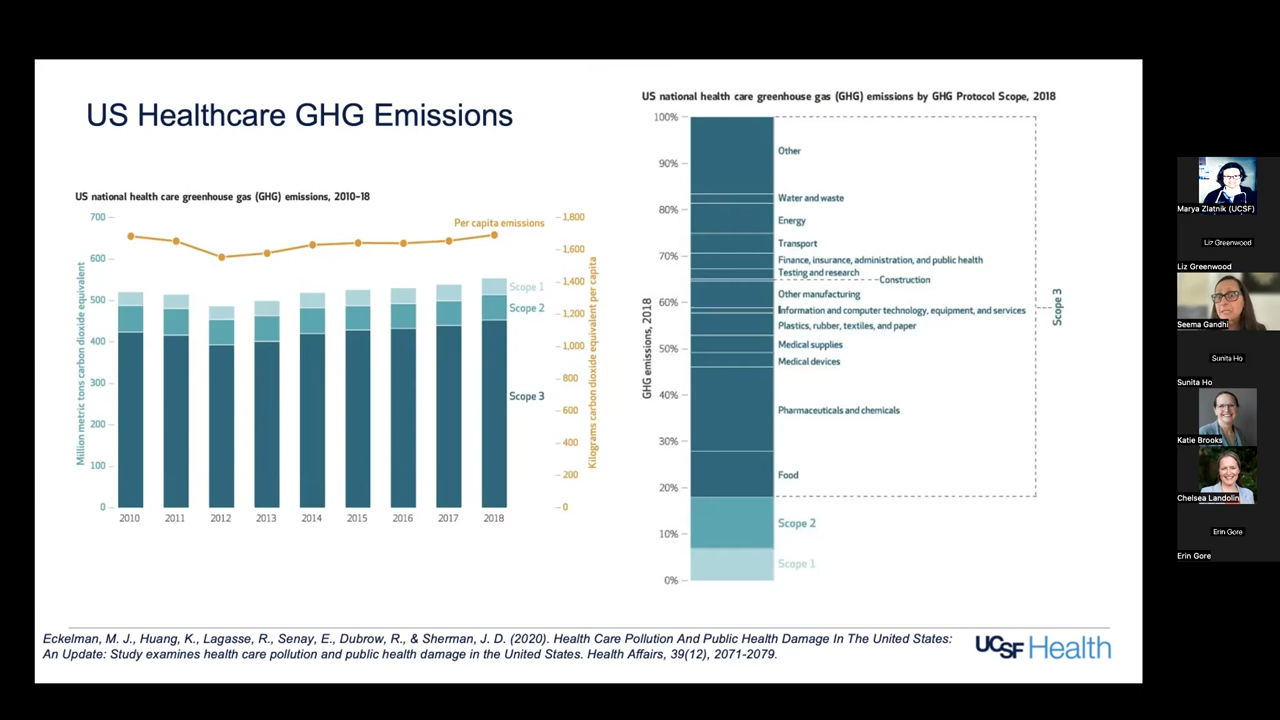 US Healthcare GHG Emissions
US national health care greenhouse gas (GHG) emissions, 2010-18
Million metric tons carbon dioxide equivalent
700
600
500
400
300
200
100
0
2010
2011
2012
2013
2014
2015
2016
2017
2018
Per capita emissions
Scope 1
Scope 2
Scope 3
1,800
1,600
1,400
1,200
1,000
800
600
400
200
0
Kilograms carbon dioxide equivalent per capita
US national health care greenhouse gas (GHG) emissions by GHG Protocol Scope, 2018
GHG emissions, 2018
100%
90%
80%
70%
60%
50%
40%
30%
20%
10%
0%
Other
Water and waste
Energy
Transport
Finance, insurance, administration, and public health
Testing and research
Construction
Other manufacturing
Information and computer technology, equipment, and services
Plastics, rubber, textiles, and paper
Medical supplies
Medical devices
Pharmaceuticals and chemicals
Food
Scope 2
Scope 1
Scope 3
Eckelman, M. J., Huang, K., Lagasse, R., Senay, E., Dubrow, R., & Sherman, J. D. (2020). Health Care Pollution And Public Health Damage In The United States:
An Update: Study examines health care pollution and public health damage in the United States. Health Affairs, 39(12), 2071-2079.
UCSF Health
Marya Zlatnik (UCSF)
Liz Greenwood
Liz Greenwood
Seema Gandhi
Sunita Ho
Sunita Ho
Katie Brooks
Chelsea Landolin
Erin Gore
Erin Gore